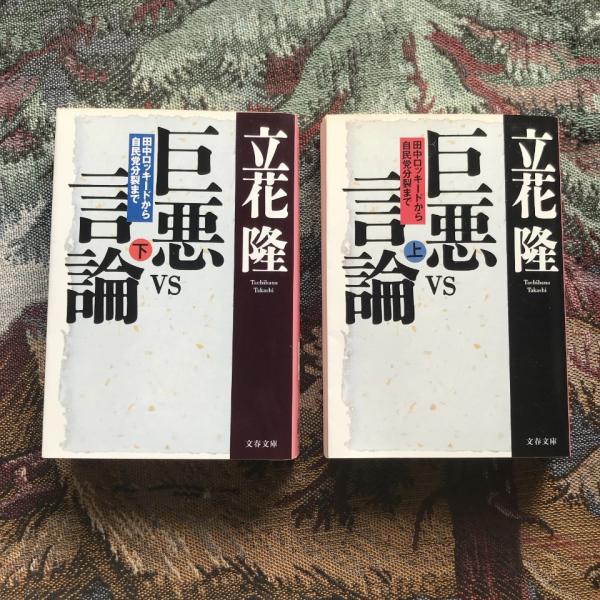 立花 隆
Tachibana
Takashi
巨悪 VS
言論
田中ロッキードから
自民党分裂まで
下
文春文庫
立花 隆
Tachibana
Takashi
巨悪 VS
言論
田中ロッキードから
自民党分裂まで
上
文春文庫